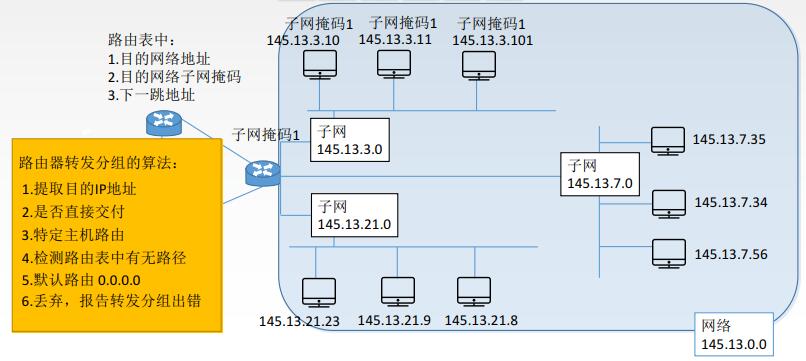 路由表中：
1.目的网络地址
2.目的网络子网掩码
3.下一跳地址
子网掩码1
145.13.3.10
子网掩码1
145.13.3.11
子网掩码1
145.13.3.101
子网掩码1
子网
145.13.3.0
路由器转发分组的算法：
1.提取目的IP地址
2.是否直接交付
3.特定主机路由
4.检测路由表中有无路径
5.默认路由 0.0.0.0
6.丢弃，报告转发分组出错
子网
145.13.21.0
子网
145.13.7.0
145.13.7.35
145.13.7.34
145.13.7.56
145.13.21.23
145.13.21.9
145.13.21.8
网络
145.13.0.0